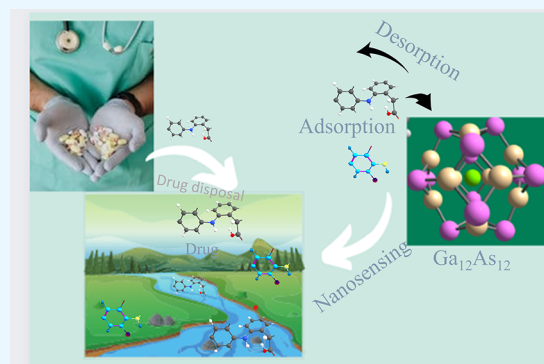 Desorption
Adsorption
Drug disposal
Drug
Ga₁₂As₁₂
Nanosensing